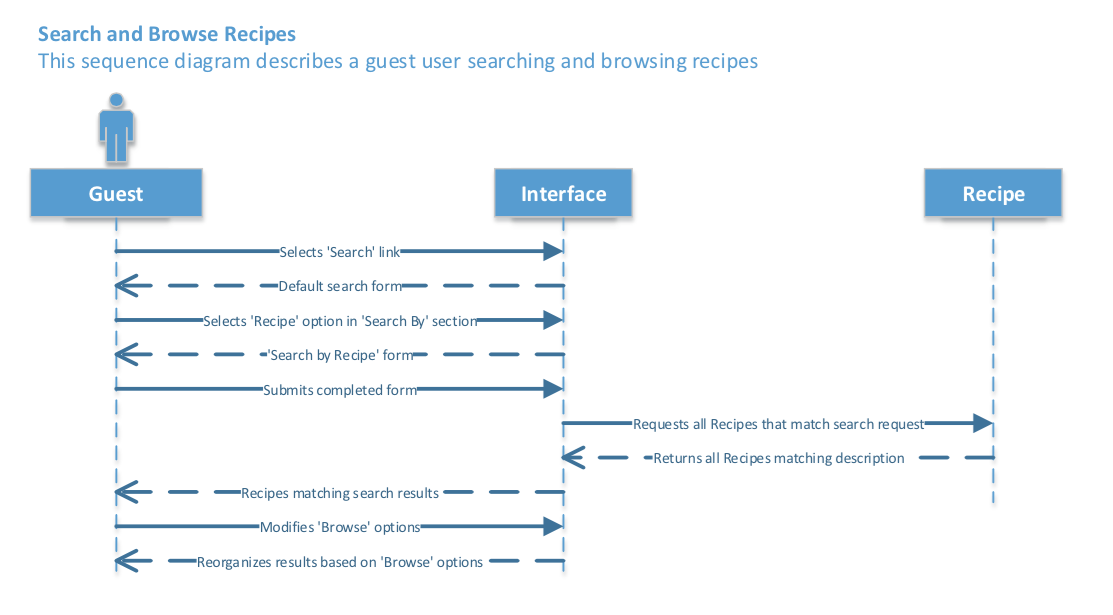 Search and Browse Recipes
This sequence diagram describes a guest user searching and browsing recipes
Guest
Interface
Recipe
Selects 'Search' link
Default search form
Selects 'Recipe' option in 'Search By' section
'Search by Recipe' form
Submits completed form
Requests all Recipes that match search request
Returns all Recipes matching description
Recipes matching search results
Modifies 'Browse' options
Reorganizes results based on 'Browse' options